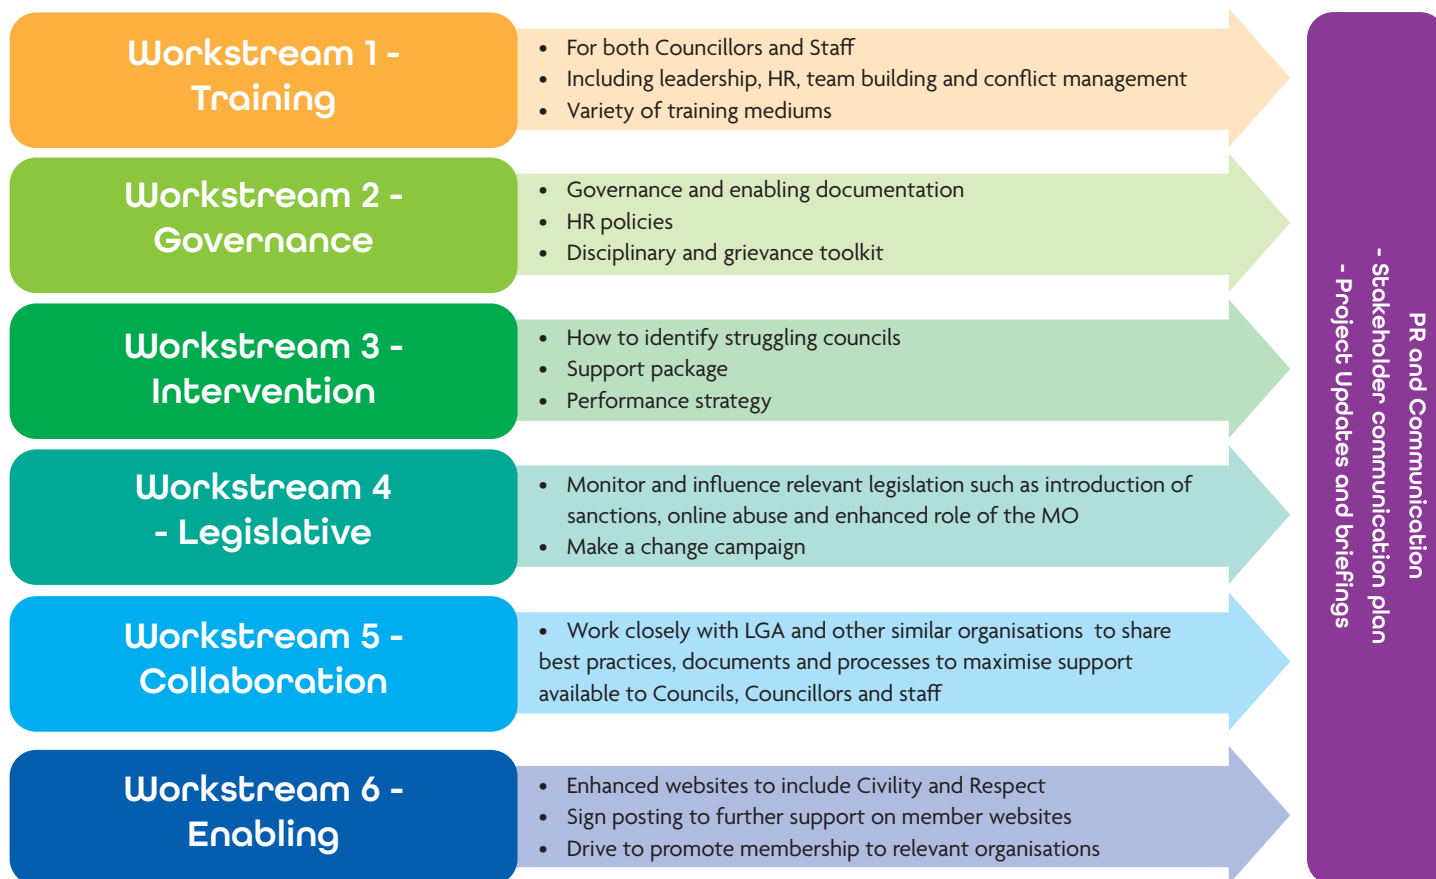 Workstream 1 -
Training
• For both Councillors and Staff
• Including leadership, HR, team building and conflict management
• Variety of training mediums
Workstream 2 -
Governance
• Governance and enabling documentation
• HR policies
• Disciplinary and grievance toolkit
Workstream 3 -
Intervention
• How to identify struggling councils
• Support package
• Performance strategy
Workstream 4
- Legislative
• Monitor and influence relevant legislation such as introduction of
sanctions, online abuse and enhanced role of the MO
• Make a change campaign
Workstream 5 -
Collaboration
• Work closely with LGA and other similar organisations to share
best practices, documents and processes to maximise support
available to Councils, Councillors and staff
Workstream 6 -
Enabling
• Enhanced websites to include Civility and Respect
• Sign posting to further support on member websites
• Drive to promote membership to relevant organisations
PR and Communication
- Stakeholder communication plan
- Project Updates and briefings